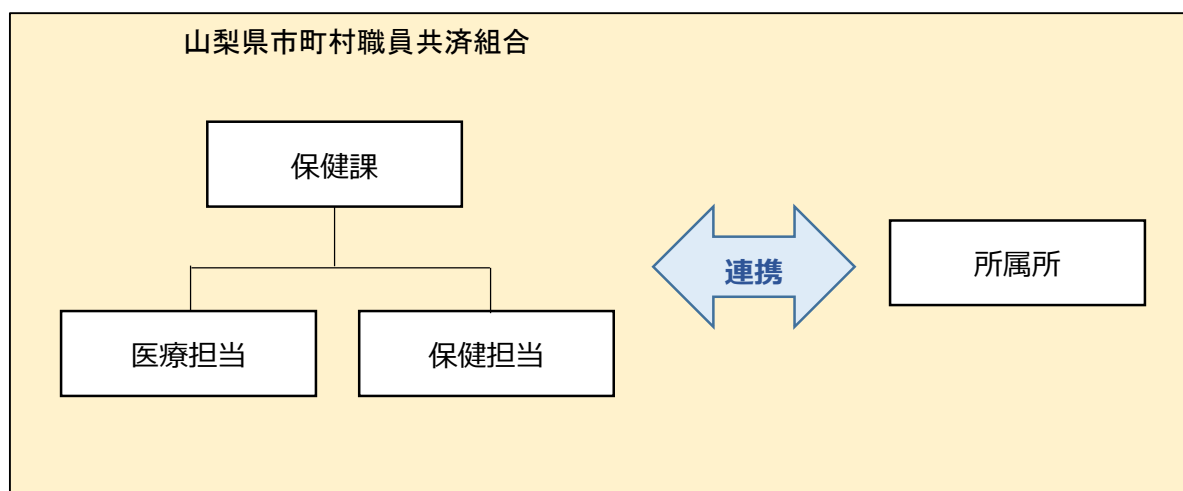 山梨県市町村職員共済組合
保健課
連携
所属所
医療担当
保健担当